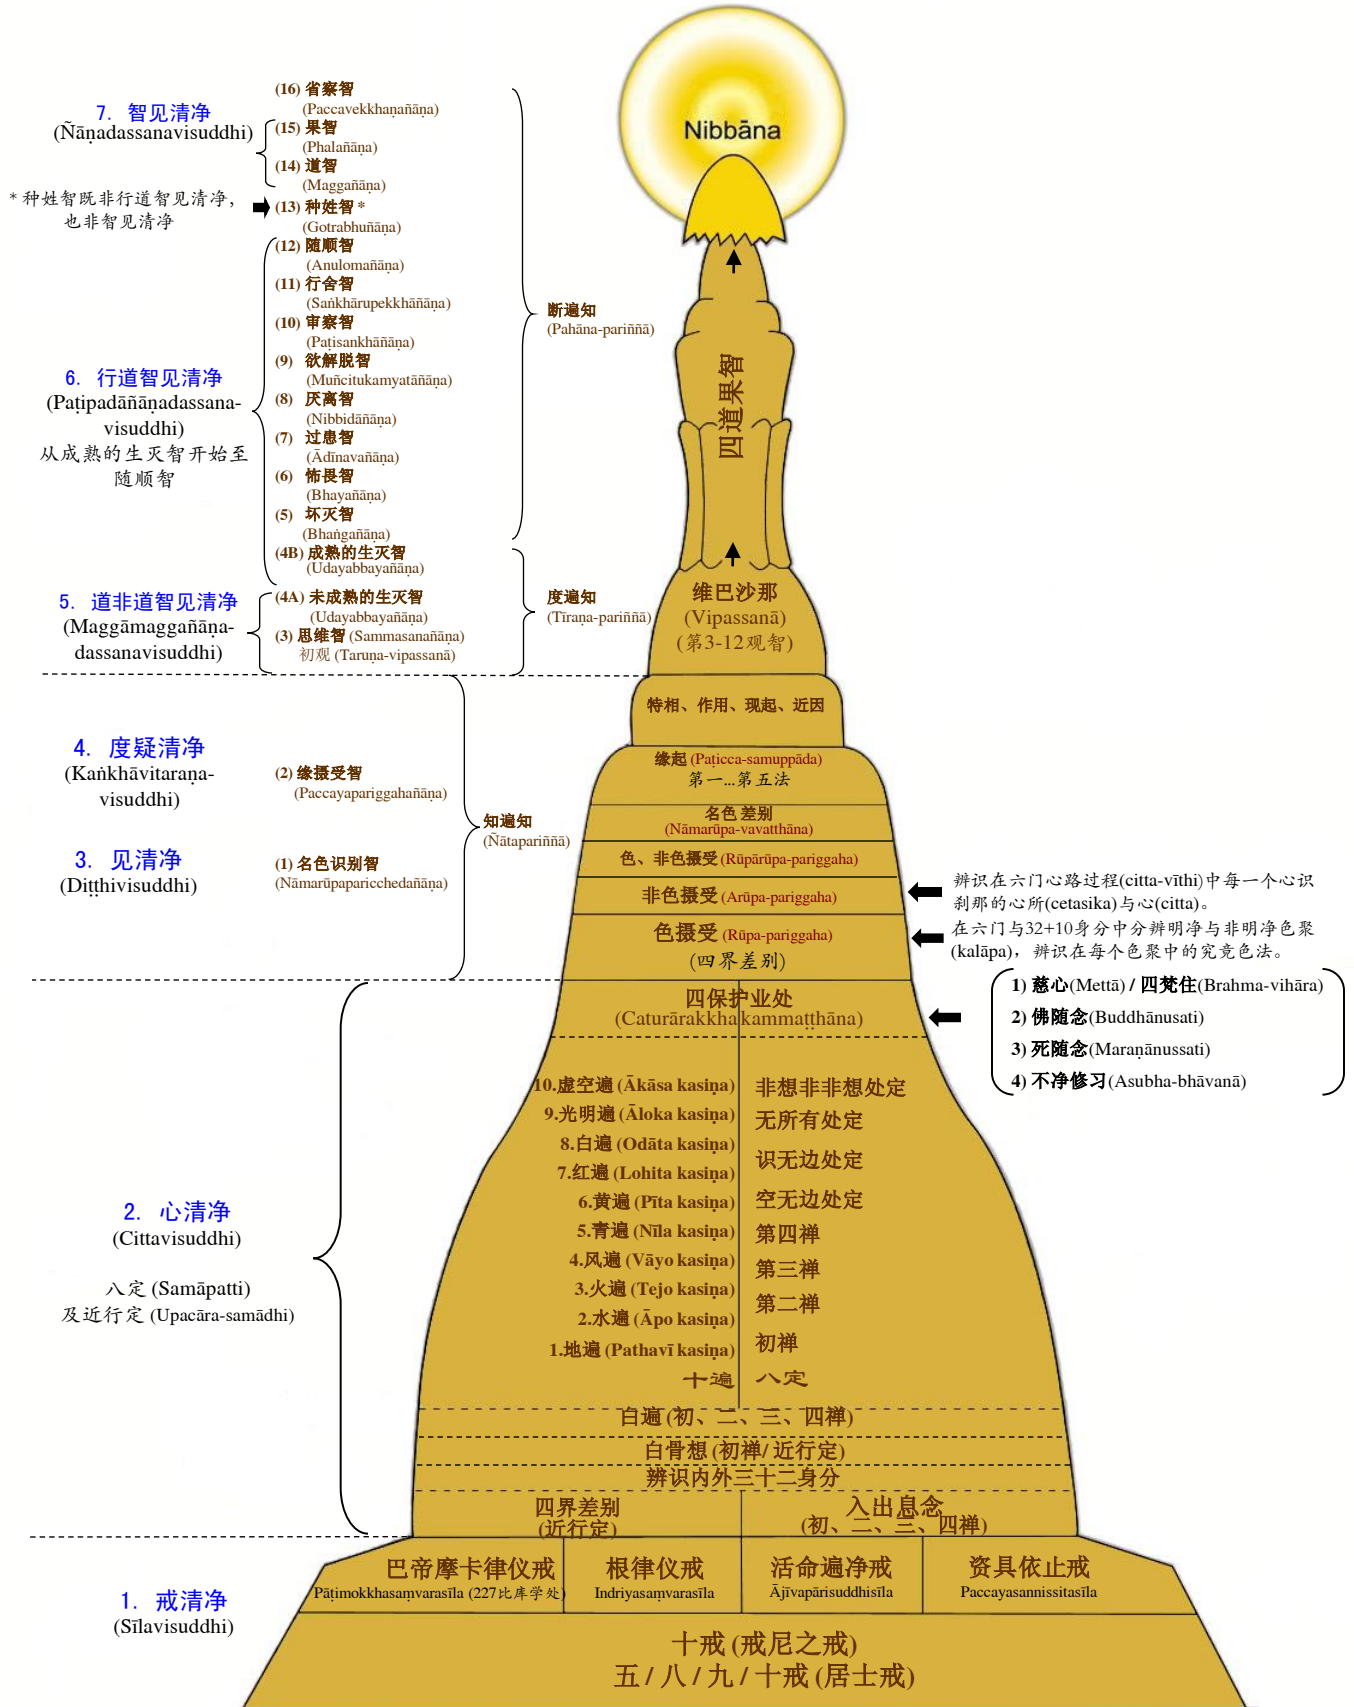 Nibbāna
四道果智
维巴沙那
(Vipassanā)
(第3-12观智)
特相、作用、现起、近因
缘起 (Paṭicca-samuppāda)
第一...第五法
名色 差别
(Nāmarūpa-vavatthāna)
色、非色摄受 (Rūpārūpa-pariggaha)
非色摄受 (Arūpa-pariggaha)
色摄受 (Rūpa-pariggaha)
(四界差别)
四保护业处
(Caturārakkha kammaṭṭhāna)
10.虚空遍 (Ākāsa kasiṇa)
9.光明遍 (Āloka kasiṇa)
8.白遍 (Odāta kasiṇa)
7.红遍 (Lohita kasiṇa)
6.黄遍 (Pīta kasiṇa)
5.青遍 (Nīla kasiṇa)
4.风遍 (Vāyo kasiṇa)
3.火遍 (Tejo kasiṇa)
2.水遍 (Āpo kasiṇa)
1.地遍 (Pathavī kasiṇa)
十遍
非想非非想处定
无所有处定
识无边处定
空无边处定
第四禅
第三禅
第二禅
初禅
八定
白遍 (初、二、三、四禅)
白骨想 (初禅/ 近行定)
辨识内外三十二身分
四界差别
(近行定)
入出息念
(初、二、三、四禅)
巴帝摩卡律仪戒
Pāṭimokkhasaṃvarasīla (227比库学处)
根律仪戒
Indriyasaṃvarasīla
活命遍净戒
Ājīvapārisuddhisīla
资具依止戒
Paccayasannissitasīla
十戒 (戒尼之戒)
五 / 八 / 九 / 十戒 (居士戒)
7. 智见清净
(Ñāṇadassanavisuddhi)
* 种姓智既非行道智见清净，
也非智见清净
6. 行道智见清净
(Paṭipadāñāṇadassana-
visuddhi)
从成熟的生灭智开始至
随顺智
5. 道非道智见清净
(Maggāmaggañāṇa-
dassanavisuddhi)
4. 度疑清净
(Kaṅkhāvitaraṇa-
visuddhi)
3. 见清净
(Diṭṭhivisuddhi)
2. 心清净
(Cittavisuddhi)
八定 (Samāpatti)
及近行定 (Upacāra-samādhi)
1. 戒清净
(Sīlavisuddhi)
(16) 省察智
(Paccavekkhaṇañāṇa)
(15) 果智
(Phalañāṇa)
(14) 道智
(Maggañāṇa)
(13) 种姓智 *
(Gotrabhuñāṇa)
(12) 随顺智
(Anulomañāṇa)
(11) 行舍智
(Saṅkhārupekkhāñāṇa)
(10) 审察智
(Paṭisankhāñāṇa)
(9) 欲解脱智
(Muñcitukamyatāñāṇa)
(8) 厌离智
(Nibbidāñāṇa)
(7) 过患智
(Ādīnavañāṇa)
(6) 怖畏智
(Bhayañāṇa)
(5) 坏灭智
(Bhaṅgañāṇa)
(4B) 成熟的生灭智
(Udayabbayañāṇa)
(4A) 未成熟的生灭智
(Udayabbayañāṇa)
(3) 思维智 (Sammasanañāṇa)
初观 (Taruṇa-vipassanā)
(2) 缘摄受智
(Paccayapariggahañāṇa)
(1) 名色识别智
(Nāmarūpaparicchedañāṇa)
断遍知
(Pahāna-pariññā)
度遍知
(Tīraṇa-pariññā)
知遍知
(Ñātapariññā)
辨识在六门心路过程(citta-vīthi)中每一个心识
刹那的心所(cetasika)与心(citta)。
在六门与32+10身分中分辨明净与非明净色聚
(kalāpa)，辨识在每个色聚中的究竟色法。
1) 慈心(Mettā) / 四梵住(Brahma-vihāra)
2) 佛随念(Buddhānusati)
3) 死随念(Maraṇānussati)
4) 不净修习(Asubha-bhāvanā)